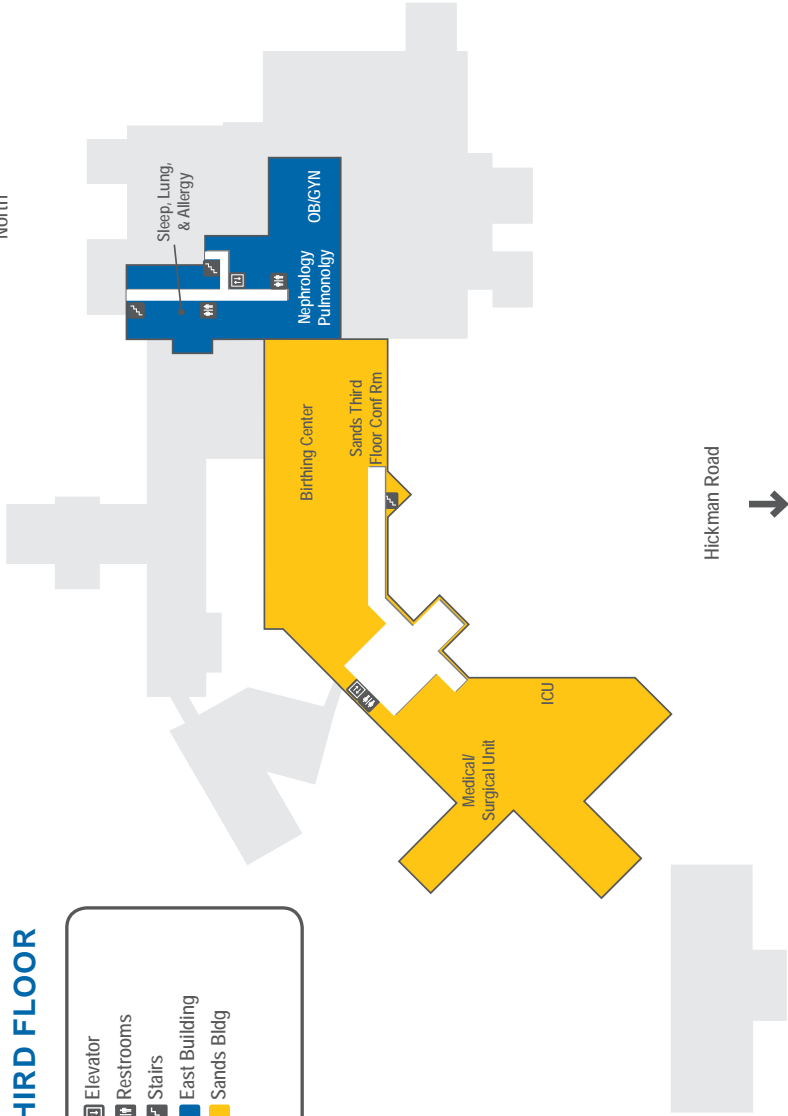 HIRD FLOOR
Elevator
Restrooms
Stairs
East Building
Sands Bldg
North
Sleep, Lung,
& Allergy
OB/GYN
Nephrology
Pulmonolgy
Birthing Center
Sands Third
Floor Conf Rm
Medical/
Surgical Unit
ICU
Hickman Road